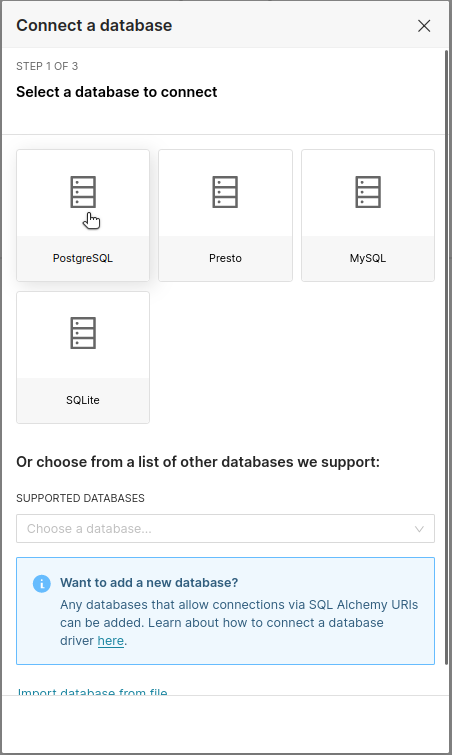 Connect a database
STEP 1 OF 3
Select a database to connect
PostgreSQL
Presto
MySQL
SQLite
Or choose from a list of other databases we support:
SUPPORTED DATABASES
Choose a database...
Want to add a new database?
Any databases that allow connections via SQL Alchemy URIs
can be added. Learn about how to connect a database
driver here.
Import database from file